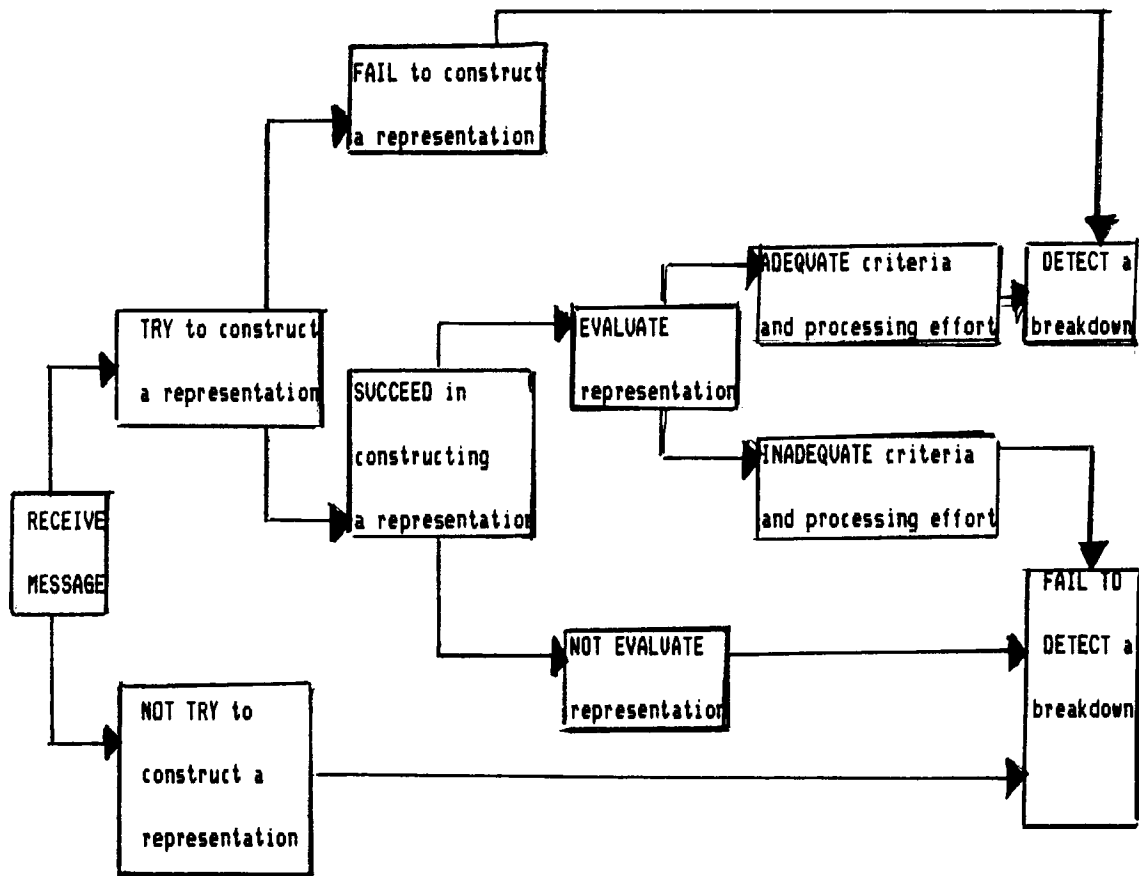 FAIL to construct
a representation
ADEQUATE criteria
and processing effort
DETECT a
breakdown
TRY to construct
a representation
EVALUATE
representation
SUCCEED in
constructing
a representation
INADEQUATE criteria
and processing effort
RECEIVE
MESSAGE
FAIL TO
DETECT a
breakdown
NOT EVALUATE
representation
NOT TRY to
construct a
representation